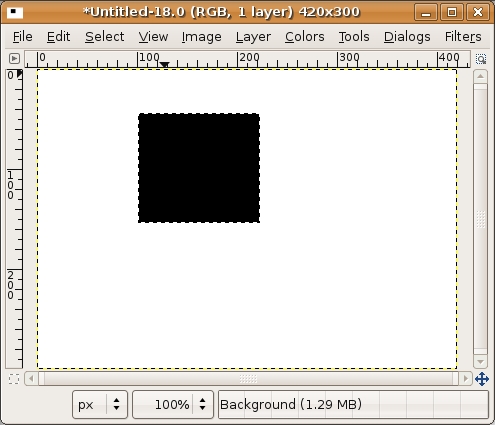 *Untitled-18.0 (RGB, 1 layer) 420x300
File Edit Select View Image Layer Colors Tools Dialogs Filters
0 100 200 300 400
0
100
200
px 100% Background (1.29 MB)